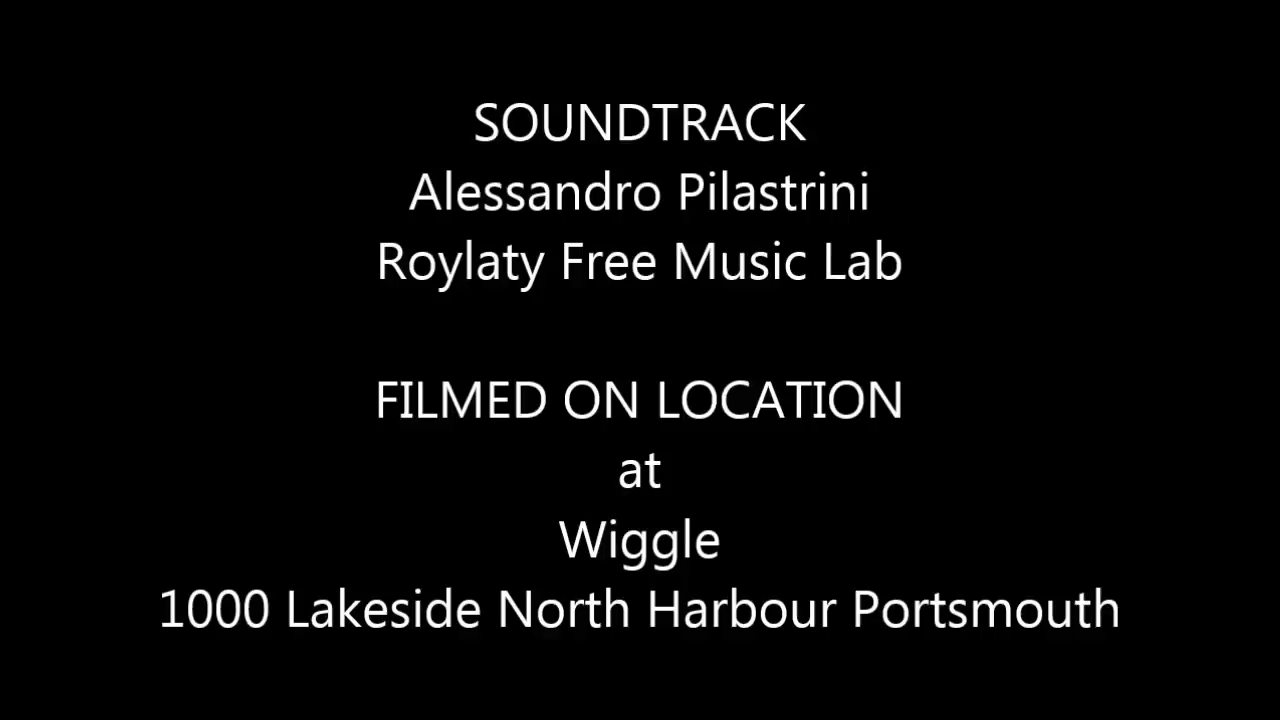 SOUNDTRACK
Alessandro Pilastrini
Roylaty Free Music Lab
FILMED ON LOCATION
at
Wiggle
1000 Lakeside North Harbour Portsmouth